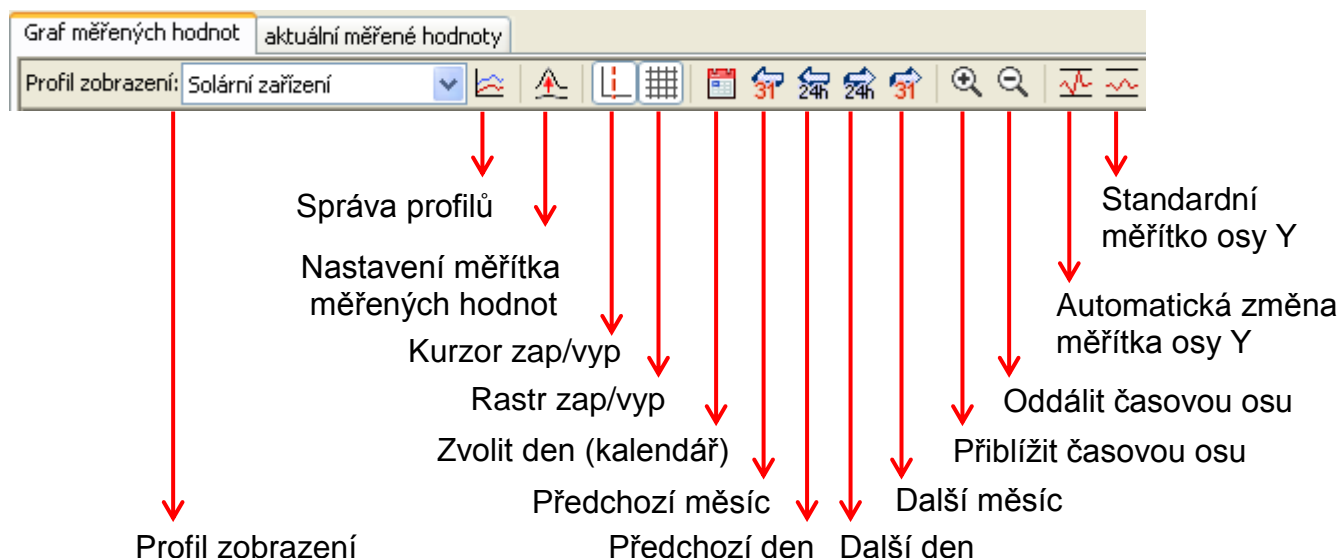 Graf měřených hodnot aktuální měřené hodnoty
Profil zobrazení: Solární zařízení 31 24h 24h 31
Správa profilů
Standardní
měřítko osy Y
Nastavení měřítka
měřených hodnot
Automatická změna
měřítka osy Y
Kurzor zap/vyp
Rastr zap/vyp
Oddálit časovou osu
Zvolit den (kalendář)
Přiblížit časovou osu
Předchozí měsíc
Další měsíc
Profil zobrazení
Předchozí den
Další den